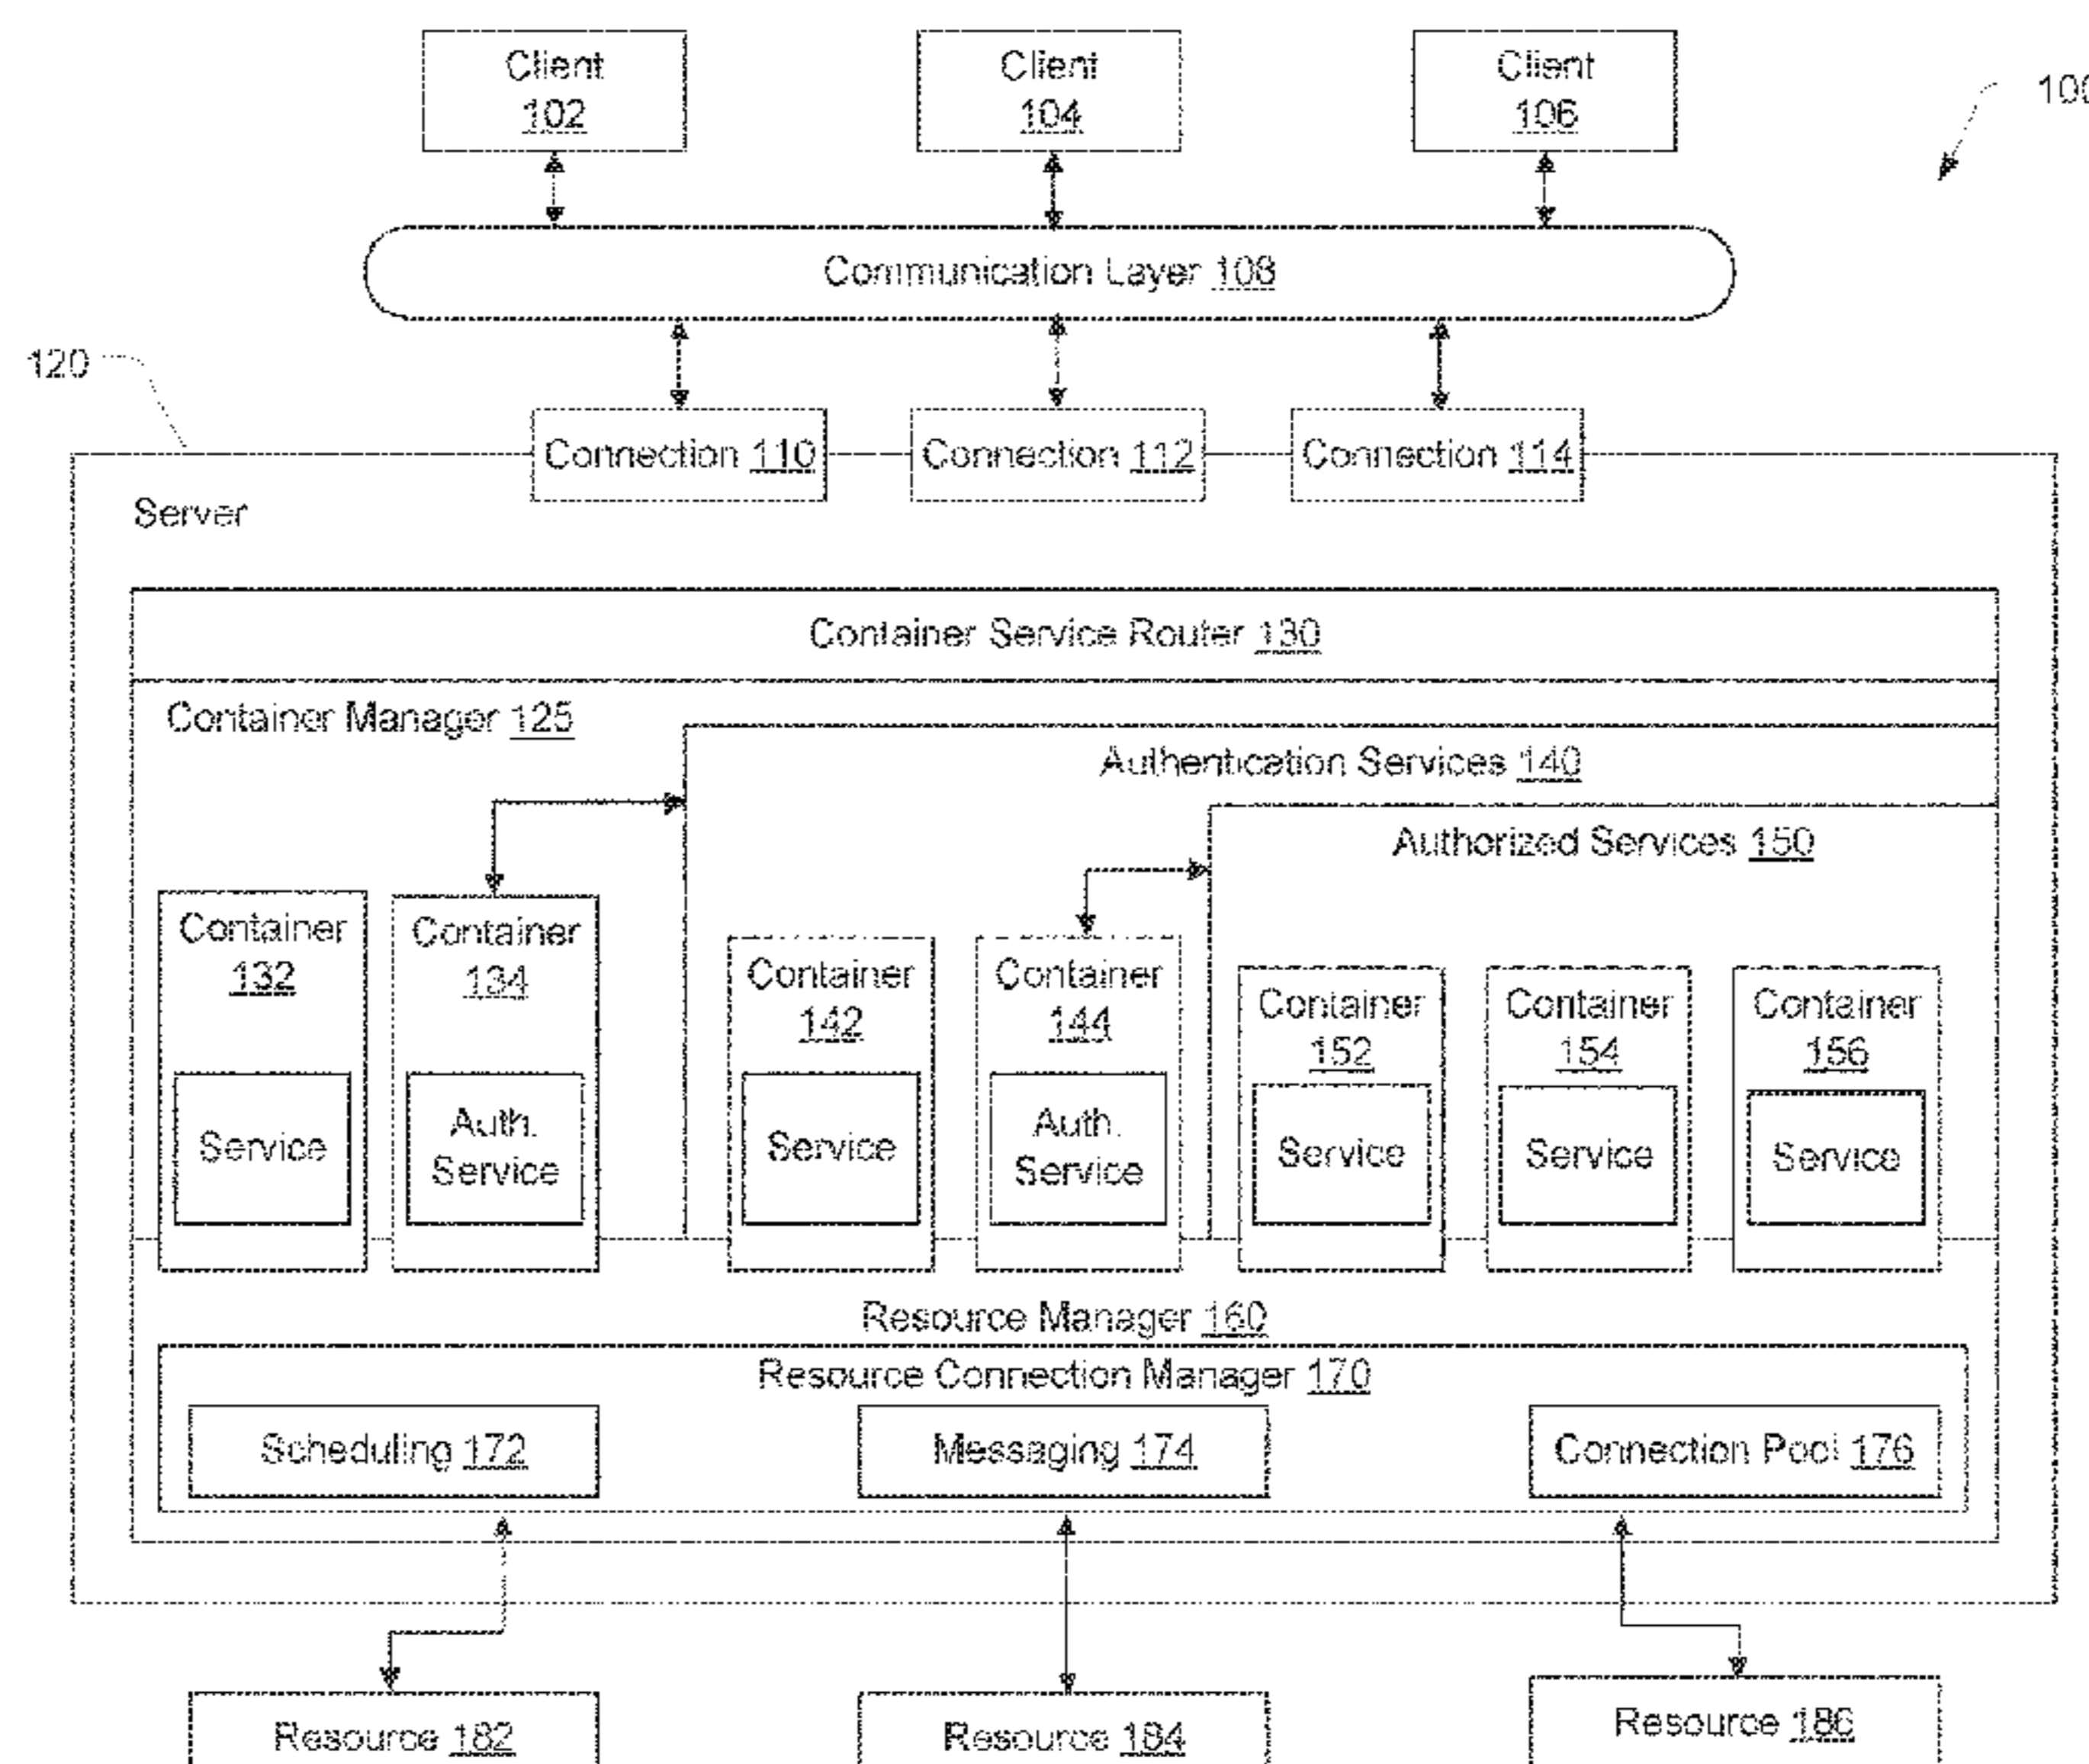 Client
102
Client
104
Client
106
100
Communication Layer 108
120
Connection 110
Connection 112
Connection 114
Server
Container Service Router 130
Container Manager 125
Authentication Services 140
Authorized Services 150
Container
132
Container
134
Container
142
Container
144
Container
152
Container
154
Container
156
Service
Auth.
Service
Service
Auth.
Service
Service
Service
Service
Resource Manager 160
Resource Connection Manager 170
Scheduling 172
Messaging 174
Connection Pool 176
Resource 182
Resource 184
Resource 186